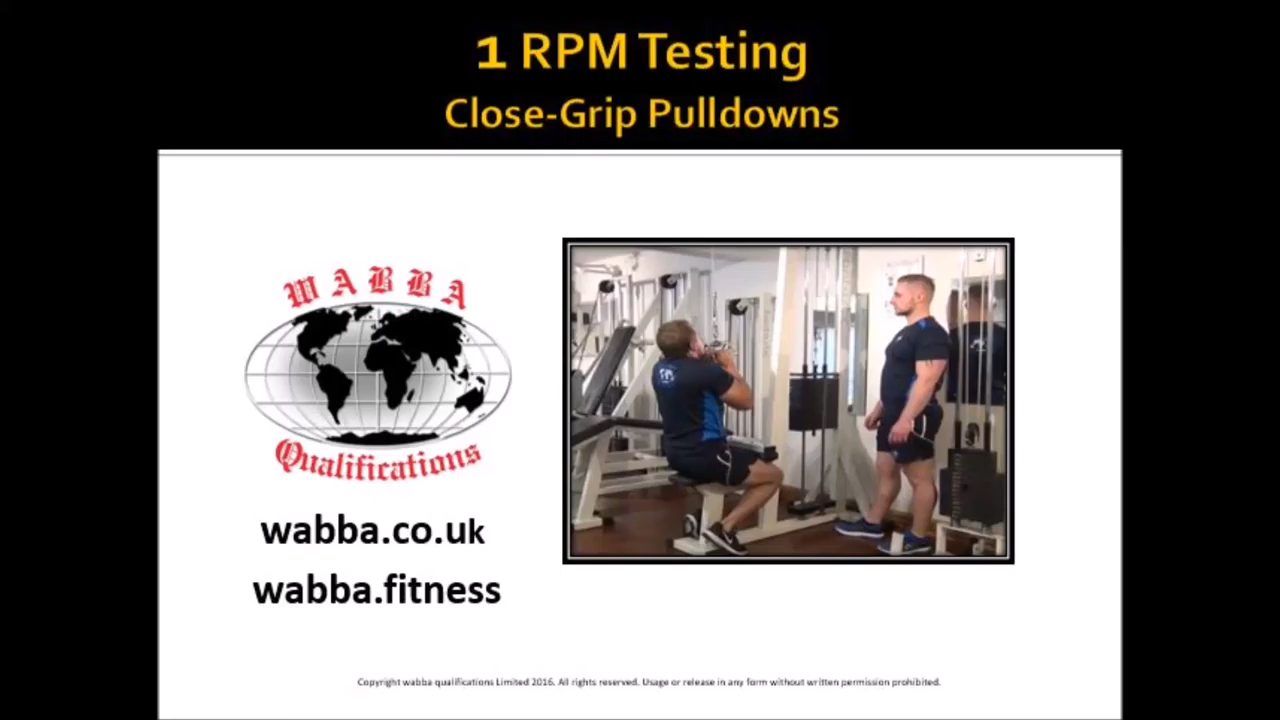 1 RPM Testing
Close-Grip Pulldowns
WABBA
Qualifications
wabba.co.uk
wabba.fitness
Copyright wabba qualifications Limited 2016. All rights reserved. Usage or release in any form without written permission prohibited.